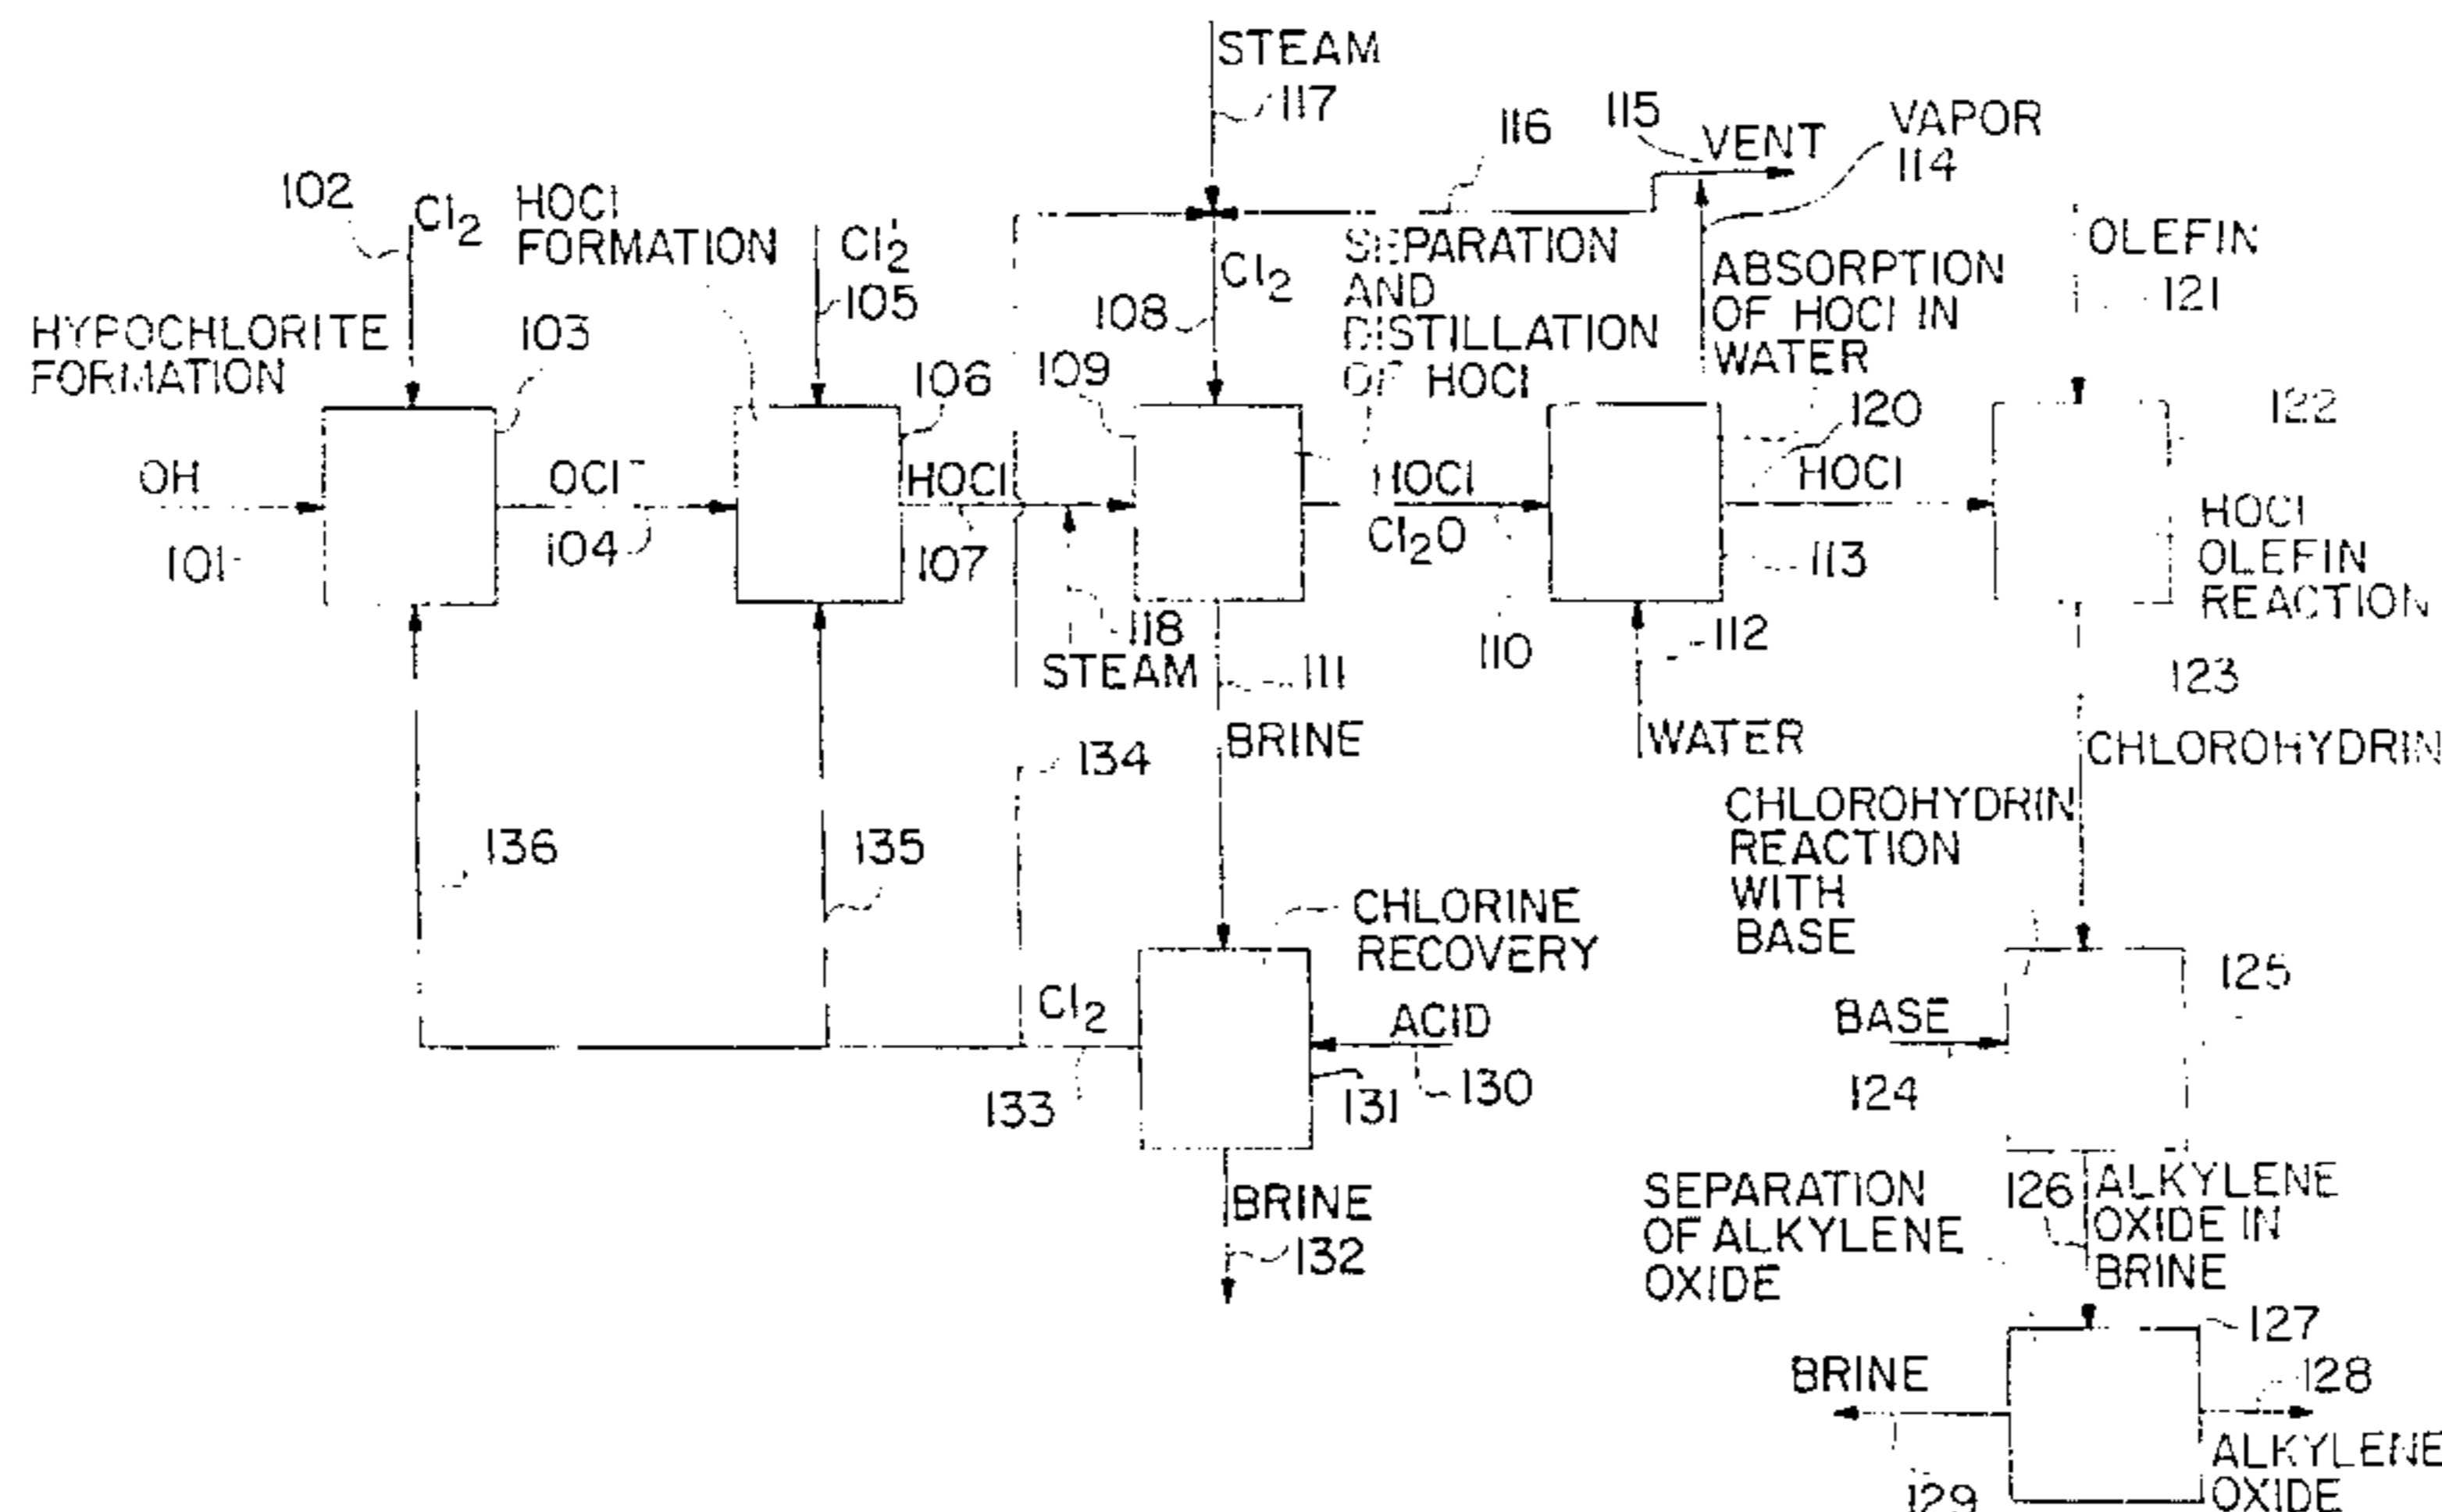 STEAM
117
116
115
VENT
VAPOR
114
102
Cl2
HOCl
FORMATION
Cl2
105
Cl2
108
SEPARATION
AND
DISTILLATION
OF HOCl
ABSORPTION
OF HOCl IN
WATER
OLEFIN
121
HYPOCHLORITE
FORMATION
103
106
109
120
122
OH
101
OCl⁻
104
HOCl
107
118
STEAM
HOCl
Cl2O
110
HOCl
113
112
WATER
HOCl
OLEFIN
REACTION
111
BRINE
123
CHLOROHYDRIN
134
136
135
CHLORINE
RECOVERY
CHLOROHYDRIN
REACTION
WITH
BASE
125
Cl2
133
ACID
130
131
BASE
124
BRINE
132
SEPARATION
OF ALKYLENE
OXIDE
126
ALKYLENE
OXIDE IN
BRINE
127
BRINE
129
128
ALKYLENE
OXIDE